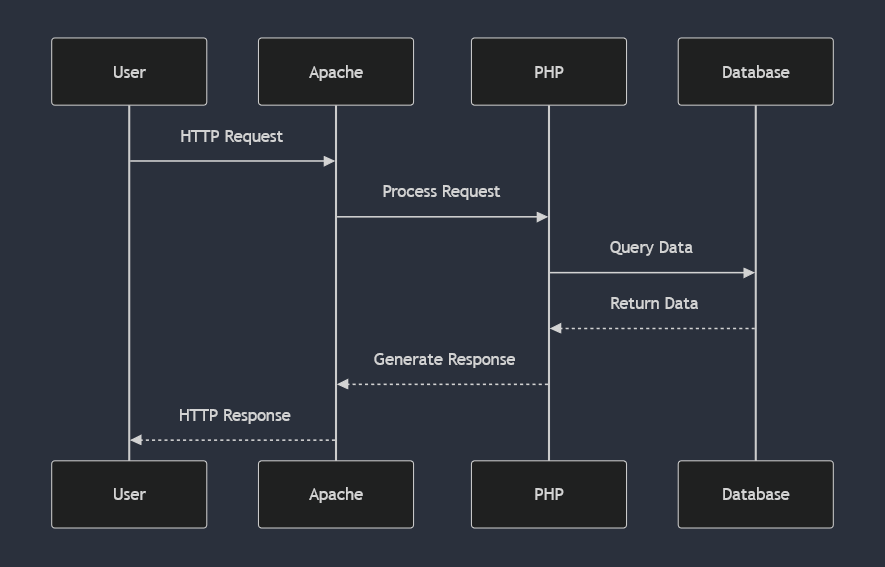 User
Apache
PHP
Database
HTTP Request
Process Request
Query Data
Return Data
Generate Response
HTTP Response
User
Apache
PHP
Database